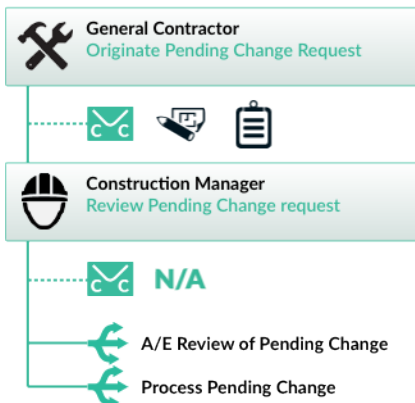 General Contractor
Originate Pending Change Request
C C
Construction Manager
Review Pending Change request
C C N/A
A/E Review of Pending Change
Process Pending Change